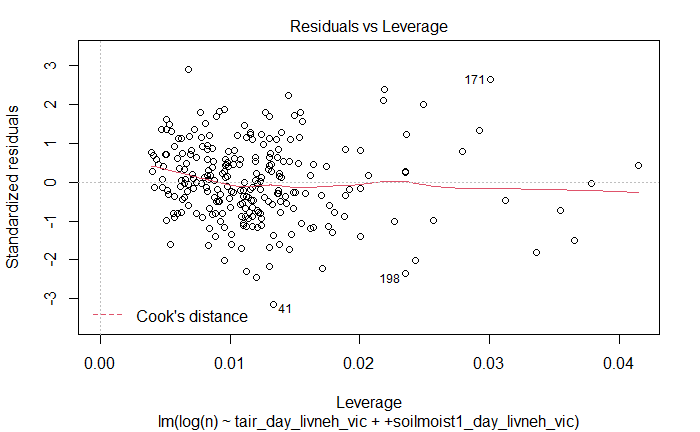 Residuals vs Leverage
Standardized residuals
3
2
1
0
-1
-2
-3
171
198
41
Cook's distance
0.00 0.01 0.02 0.03 0.04
Leverage
lm(log(n) ~ tair_day_livneh_vic + +soilmoist1_day_livneh_vic)